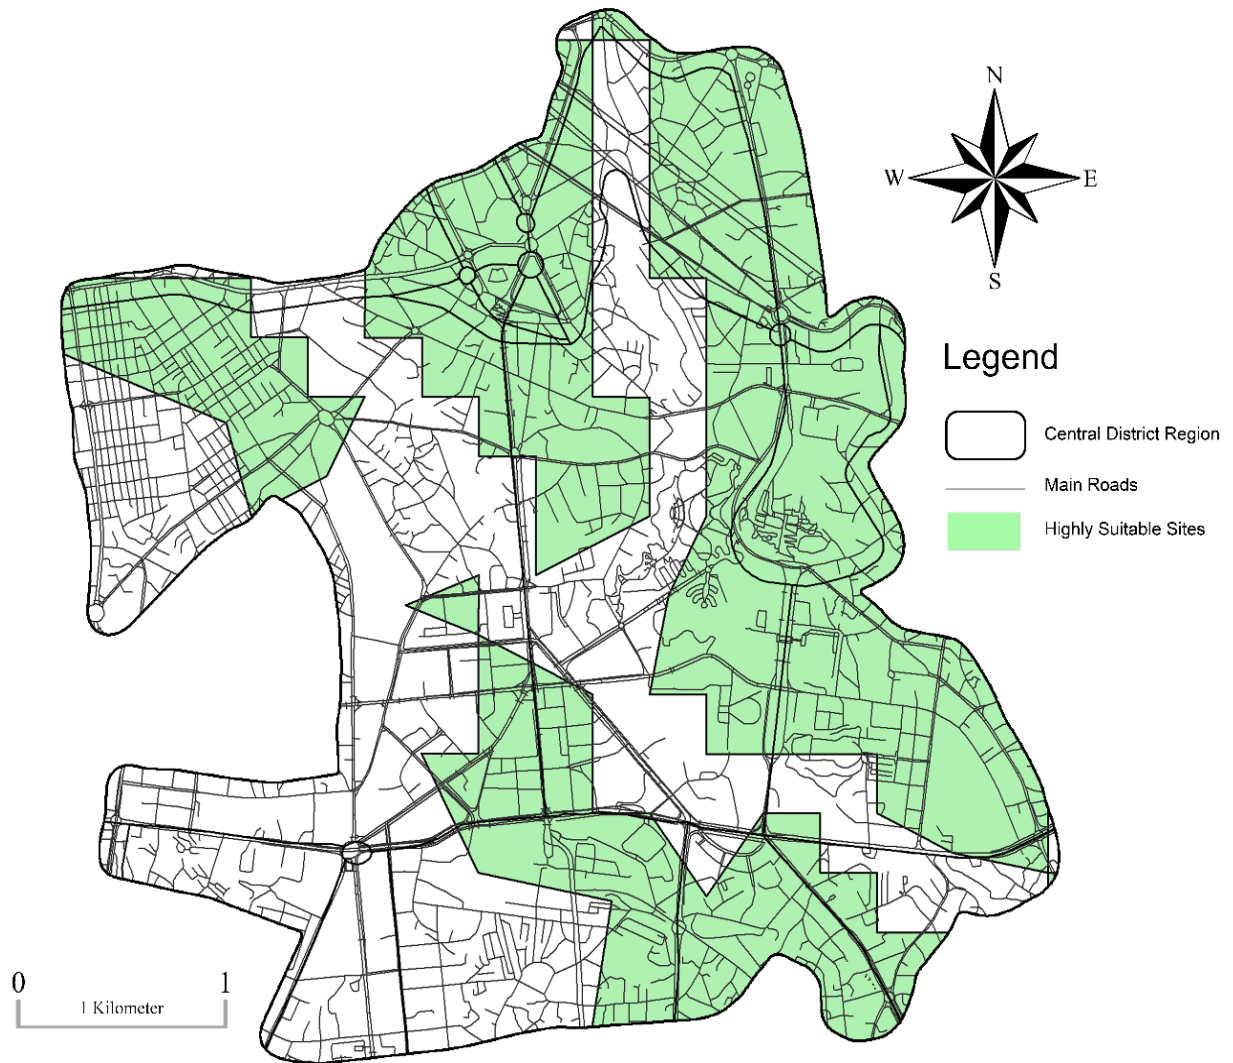 N
W E
S
Legend
Central District Region
Main Roads
Highly Suitable Sites
0 1
1 Kilometer